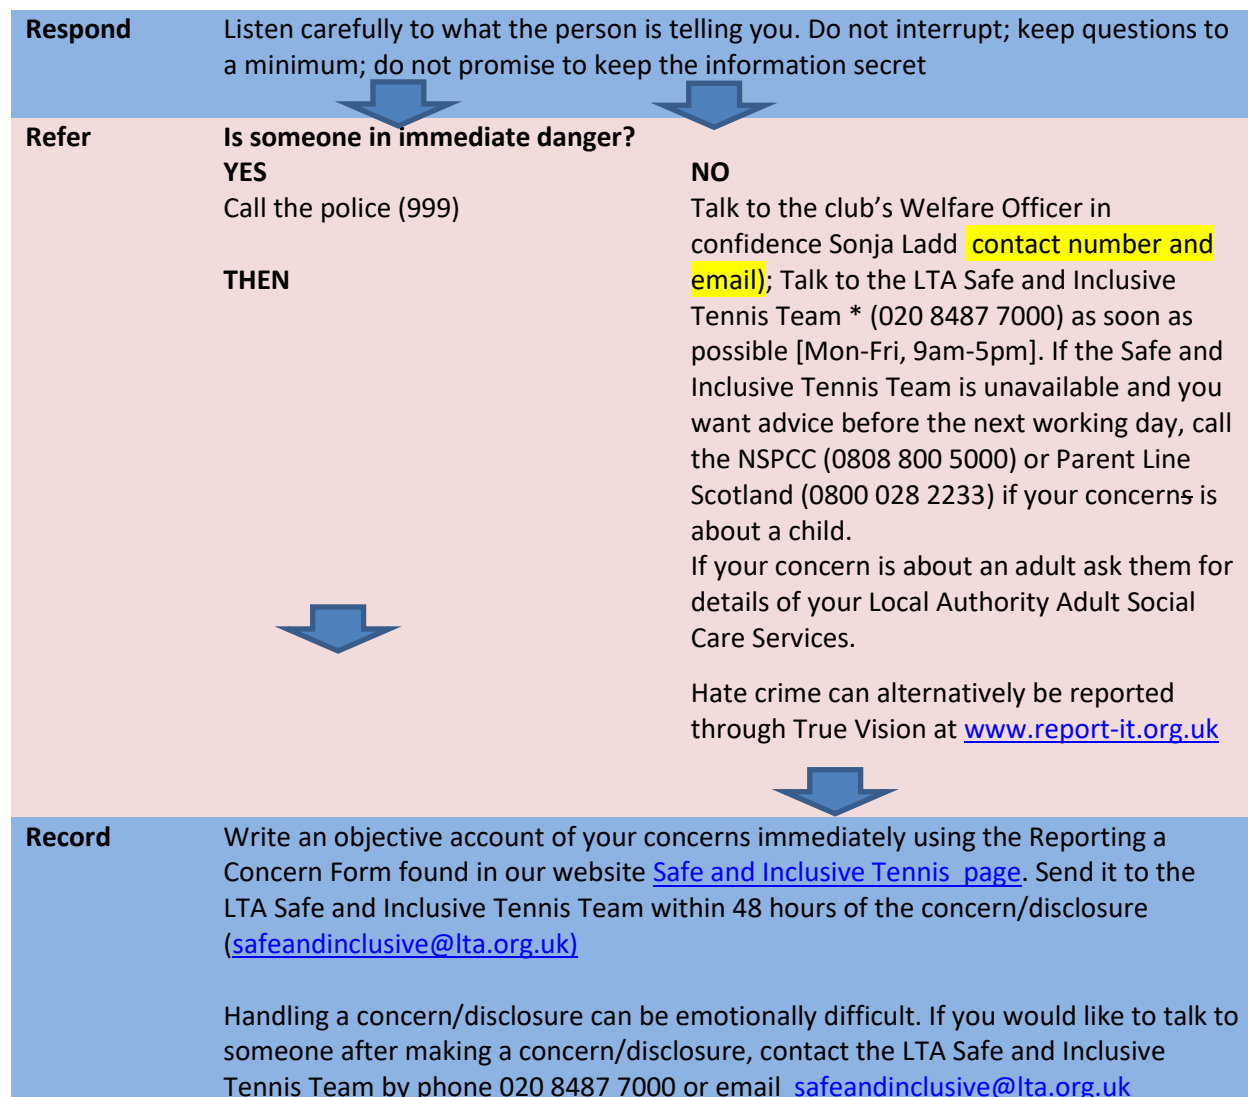 Respond
Listen carefully to what the person is telling you. Do not interrupt; keep questions to
a minimum; do not promise to keep the information secret
Refer
Is someone in immediate danger?
YES
Call the police (999)
THEN
NO
Talk to the club’s Welfare Officer in
confidence Sonja Ladd contact number and
email); Talk to the LTA Safe and Inclusive
Tennis Team * (020 8487 7000) as soon as
possible [Mon-Fri, 9am-5pm]. If the Safe and
Inclusive Tennis Team is unavailable and you
want advice before the next working day, call
the NSPCC (0808 800 5000) or Parent Line
Scotland (0800 028 2233) if your concerns is
about a child.
If your concern is about an adult ask them for
details of your Local Authority Adult Social
Care Services.
Hate crime can alternatively be reported
through True Vision at www.report-it.org.uk
Record
Write an objective account of your concerns immediately using the Reporting a
Concern Form found in our website Safe and Inclusive Tennis page. Send it to the
LTA Safe and Inclusive Tennis Team within 48 hours of the concern/disclosure
(safeandinclusive@lta.org.uk)
Handling a concern/disclosure can be emotionally difficult. If you would like to talk to
someone after making a concern/disclosure, contact the LTA Safe and Inclusive
Tennis Team by phone 020 8487 7000 or email safeandinclusive@lta.org.uk